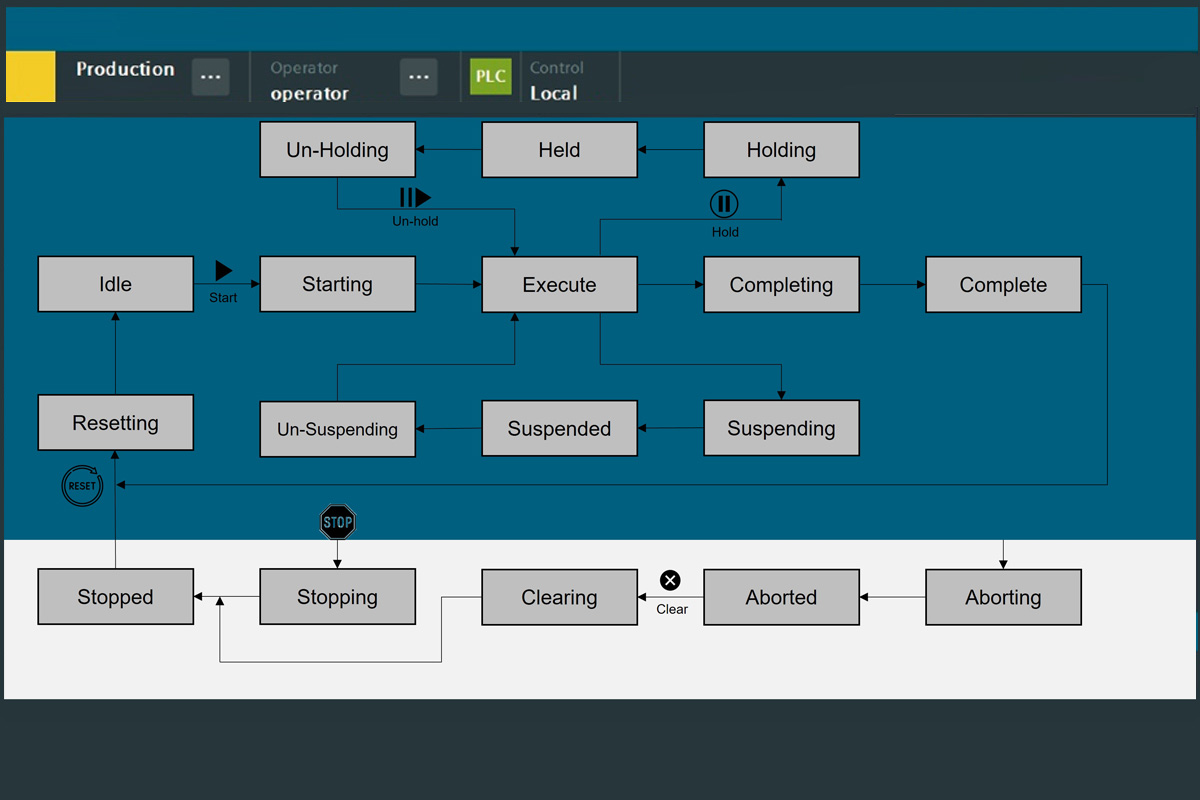 Production
...
Operator
operator
...
PLC
Control
Local
Un-Holding
Held
Holding
Un-hold
Hold
Idle
Start
Starting
Execute
Completing
Complete
Resetting
Un-Suspending
Suspended
Suspending
RESET
STOP
Stopped
Stopping
Clearing
Clear
Aborted
Aborting